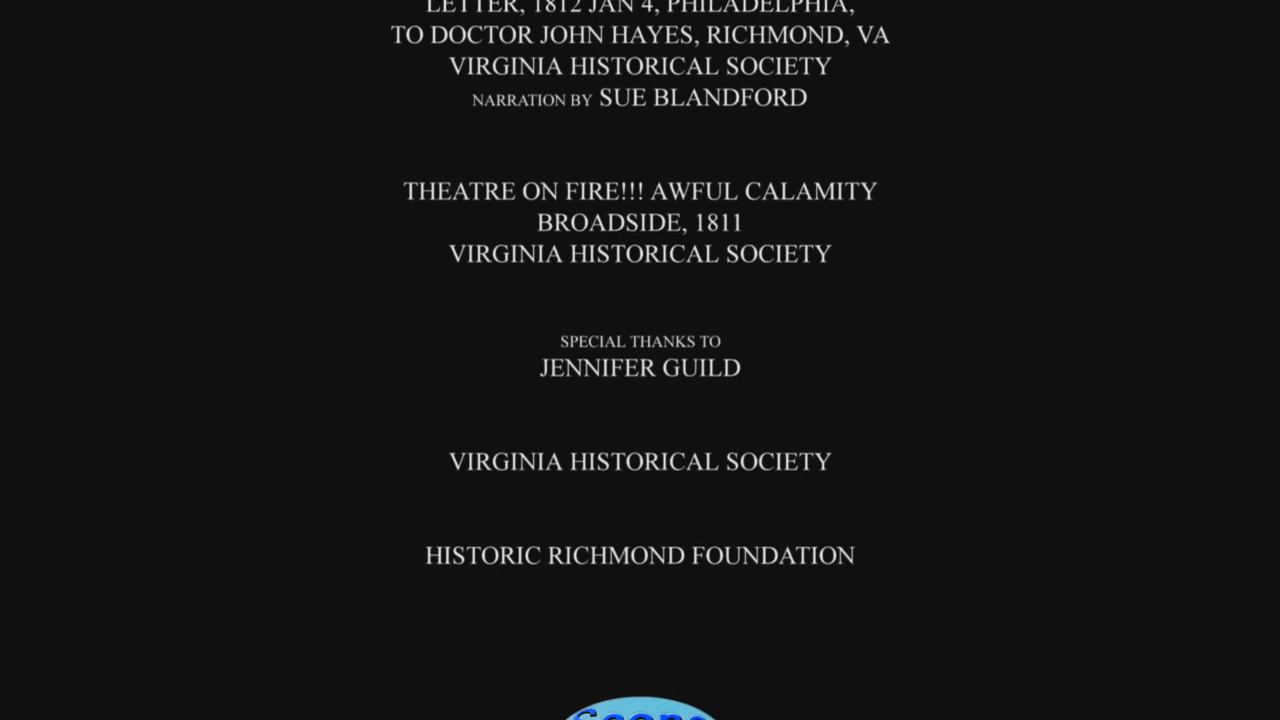 LETTER, 1812 JAN 4, PHILADELPHIA,
TO DOCTOR JOHN HAYES, RICHMOND, VA
VIRGINIA HISTORICAL SOCIETY
NARRATION BY SUE BLANDFORD
THEATRE ON FIRE!!! AWFUL CALAMITY
BROADSIDE, 1811
VIRGINIA HISTORICAL SOCIETY
SPECIAL THANKS TO
JENNIFER GUILD
VIRGINIA HISTORICAL SOCIETY
HISTORIC RICHMOND FOUNDATION